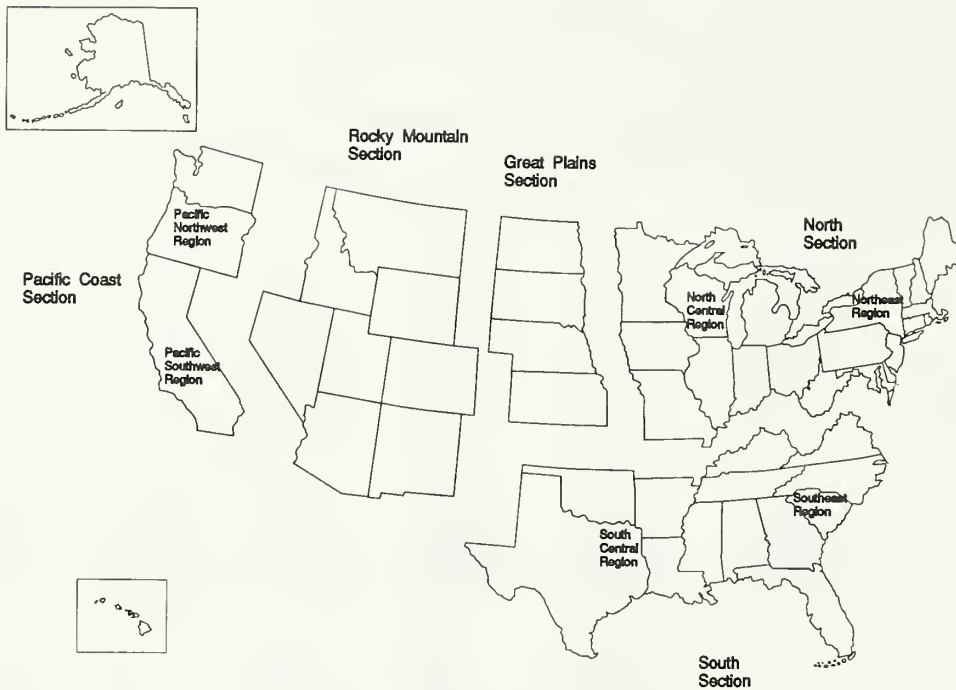 Rocky Mountain
Section
Great Plains
Section
North
Section
Pacific
Northwest
Region
Pacific Coast
Section
North
Central
Region
Northeast Region
Pacific
Southwest
Region
Southeast
Region
South
Central
Region
South
Section